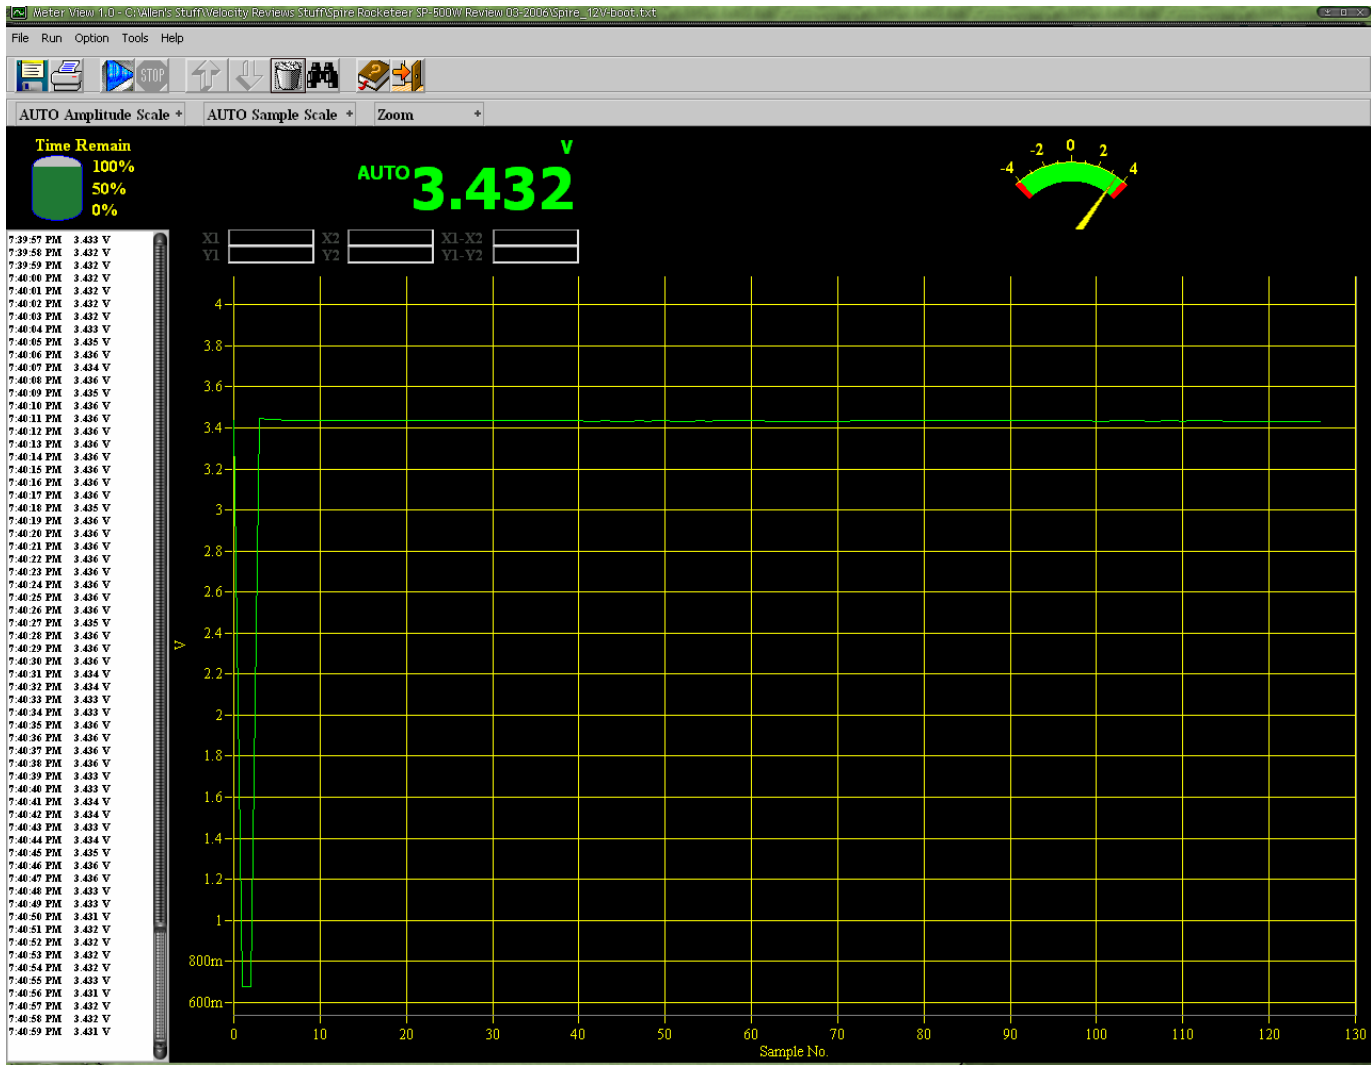 Meter View 1.0 - C:\Allen's Stuff\Velocity Reviews Stuff\Spire Rocketeer SP-500W Review 03-2006\Spire_12V-boot.txt
File Run Option Tools Help
STOP
AUTO Amplitude Scale + AUTO Sample Scale + Zoom +
Time Remain
100%
50%
0%
AUTO 3.432 V
-4 -2 0 2 4
X1 X2 X1-X2
Y1 Y2 Y1-Y2
7:39:57 PM 3.433 V
7:39:58 PM 3.432 V
7:39:59 PM 3.432 V
7:40:00 PM 3.432 V
7:40:01 PM 3.432 V
7:40:02 PM 3.432 V
7:40:03 PM 3.432 V
7:40:04 PM 3.433 V
7:40:05 PM 3.435 V
7:40:06 PM 3.436 V
7:40:07 PM 3.434 V
7:40:08 PM 3.436 V
7:40:09 PM 3.435 V
7:40:10 PM 3.436 V
7:40:11 PM 3.436 V
7:40:12 PM 3.436 V
7:40:13 PM 3.436 V
7:40:14 PM 3.436 V
7:40:15 PM 3.436 V
7:40:16 PM 3.436 V
7:40:17 PM 3.436 V
7:40:18 PM 3.435 V
7:40:19 PM 3.436 V
7:40:20 PM 3.436 V
7:40:21 PM 3.436 V
7:40:22 PM 3.436 V
7:40:23 PM 3.436 V
7:40:24 PM 3.436 V
7:40:25 PM 3.436 V
7:40:26 PM 3.436 V
7:40:27 PM 3.435 V
7:40:28 PM 3.436 V
7:40:29 PM 3.436 V
7:40:30 PM 3.436 V
7:40:31 PM 3.434 V
7:40:32 PM 3.434 V
7:40:33 PM 3.433 V
7:40:34 PM 3.433 V
7:40:35 PM 3.436 V
7:40:36 PM 3.436 V
7:40:37 PM 3.436 V
7:40:38 PM 3.436 V
7:40:39 PM 3.433 V
7:40:40 PM 3.433 V
7:40:41 PM 3.434 V
7:40:42 PM 3.434 V
7:40:43 PM 3.433 V
7:40:44 PM 3.434 V
7:40:45 PM 3.435 V
7:40:46 PM 3.436 V
7:40:47 PM 3.436 V
7:40:48 PM 3.433 V
7:40:49 PM 3.433 V
7:40:50 PM 3.431 V
7:40:51 PM 3.432 V
7:40:52 PM 3.432 V
7:40:53 PM 3.432 V
7:40:54 PM 3.432 V
7:40:55 PM 3.433 V
7:40:56 PM 3.431 V
7:40:57 PM 3.432 V
7:40:58 PM 3.432 V
7:40:59 PM 3.431 V
V
4
3.8
3.6
3.4
3.2
3
2.8
2.6
2.4
2.2
2
1.8
1.6
1.4
1.2
1
800m
600m
0 10 20 30 40 50 60 70 80 90 100 110 120 130
Sample No.